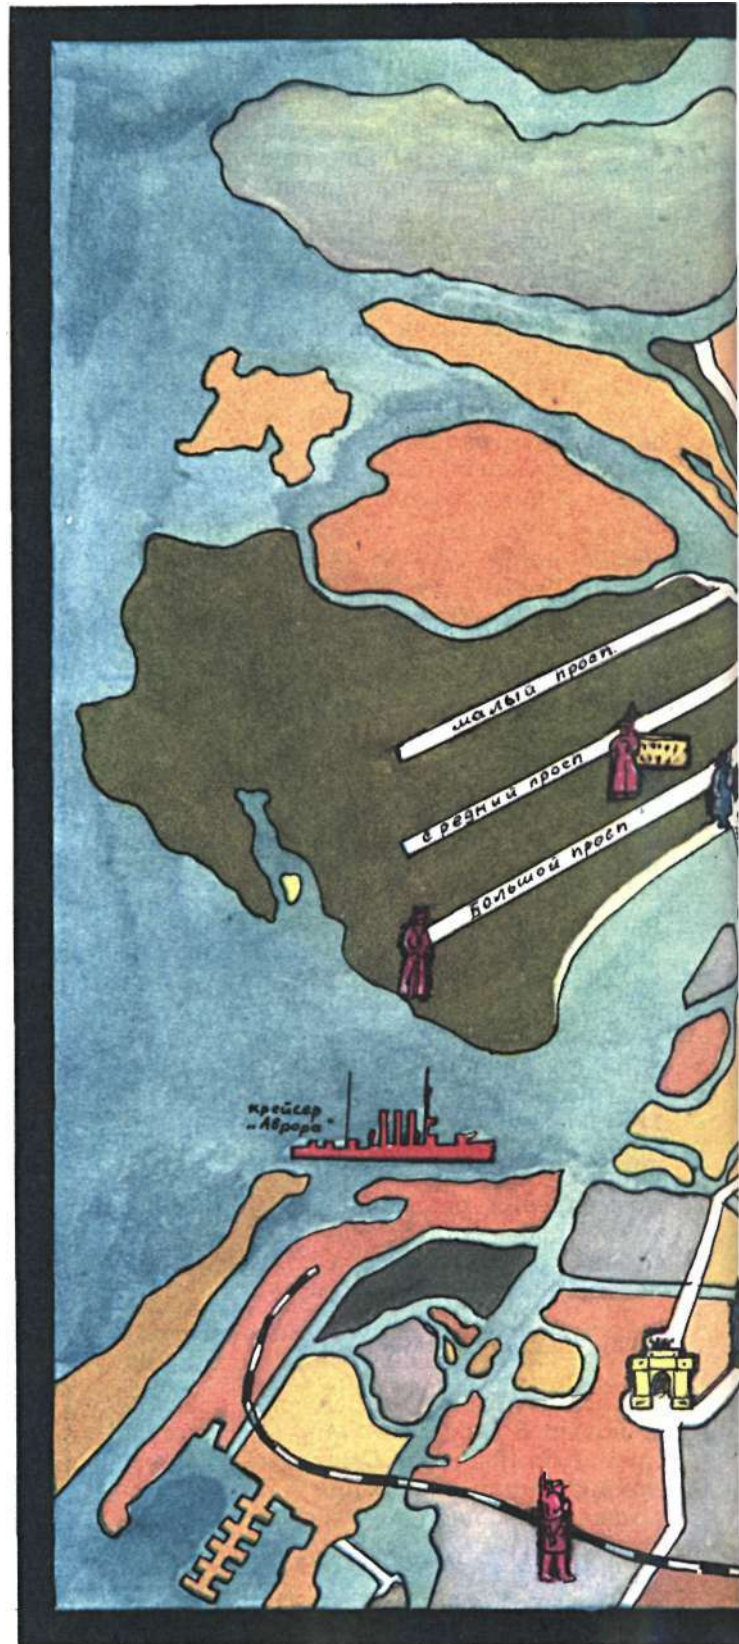 малый просп.
средний просп
Большой просп
крейсер
„Аврора"